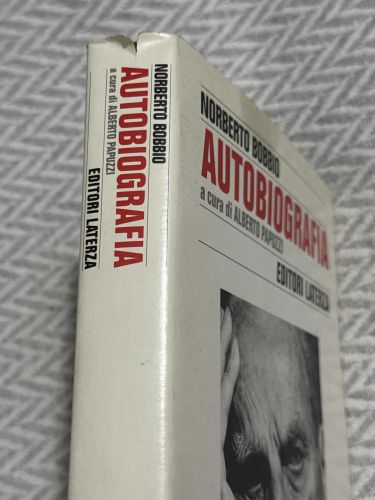 NORBERTO BOBBIO
AUTOBIOGRAFIA
a cura di ALBERTO PAPUZZI
EDITORI LATERZA
NORBERTO BOBBIO
AUTOBIOGRAFIA
a cura di ALBERTO PAPUZZI
EDITORI LATERZA